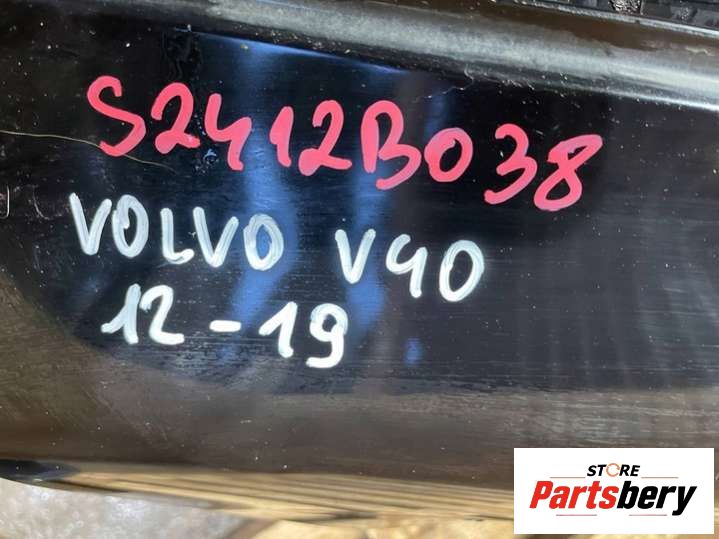 S2412B038
VOLVO V40
12-19
STORE
Partsbery